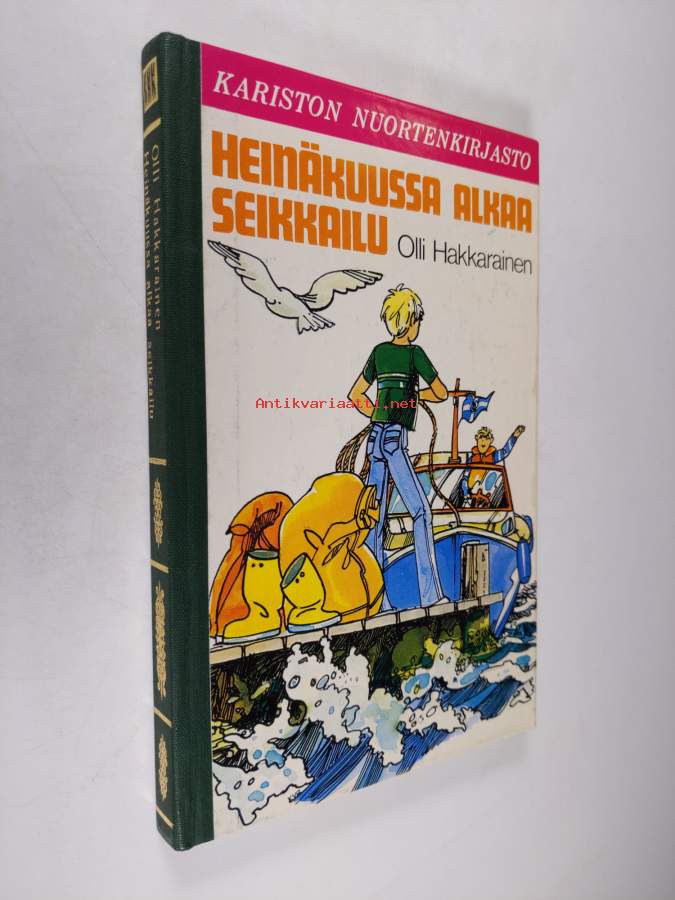 KARISTON NUORTENKIRJASTO
HEINÄKUUSSA ALKAA
SEIKKAILU
Olli Hakkarainen
Antikvariaatti.net
Olli Hakkarainen
Heinäkuussa alkaa seikkailu